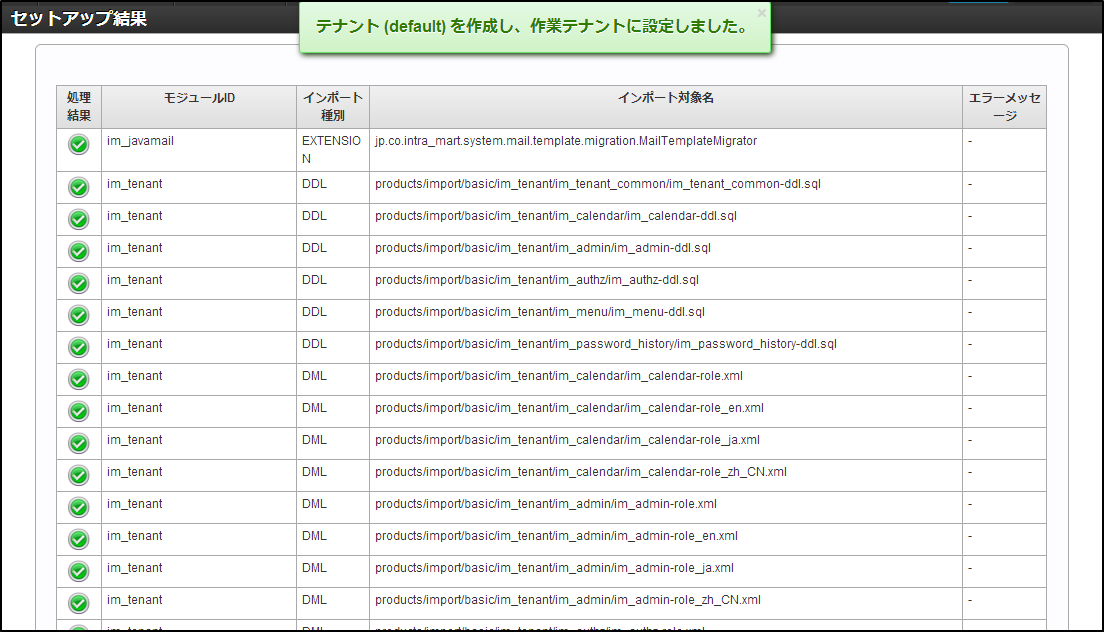 セットアップ結果
テナント (default) を作成し、作業テナントに設定しました。
×
処理結果 モジュールID インポート種別 インポート対象名 エラーメッセージ
im_javamail EXTENSION jp.co.intra_mart.system.mail.template.migration.MailTemplateMigrator -
im_tenant DDL products/import/basic/im_tenant/im_tenant_common/im_tenant_common-ddl.sql -
im_tenant DDL products/import/basic/im_tenant/im_calendar/im_calendar-ddl.sql -
im_tenant DDL products/import/basic/im_tenant/im_admin/im_admin-ddl.sql -
im_tenant DDL products/import/basic/im_tenant/im_authz/im_authz-ddl.sql -
im_tenant DDL products/import/basic/im_tenant/im_menu/im_menu-ddl.sql -
im_tenant DDL products/import/basic/im_tenant/im_password_history/im_password_history-ddl.sql -
im_tenant DML products/import/basic/im_tenant/im_calendar/im_calendar-role.xml -
im_tenant DML products/import/basic/im_tenant/im_calendar/im_calendar-role_en.xml -
im_tenant DML products/import/basic/im_tenant/im_calendar/im_calendar-role_ja.xml -
im_tenant DML products/import/basic/im_tenant/im_calendar/im_calendar-role_zh_CN.xml -
im_tenant DML products/import/basic/im_tenant/im_admin/im_admin-role.xml -
im_tenant DML products/import/basic/im_tenant/im_admin/im_admin-role_en.xml -
im_tenant DML products/import/basic/im_tenant/im_admin/im_admin-role_ja.xml -
im_tenant DML products/import/basic/im_tenant/im_admin/im_admin-role_zh_CN.xml -